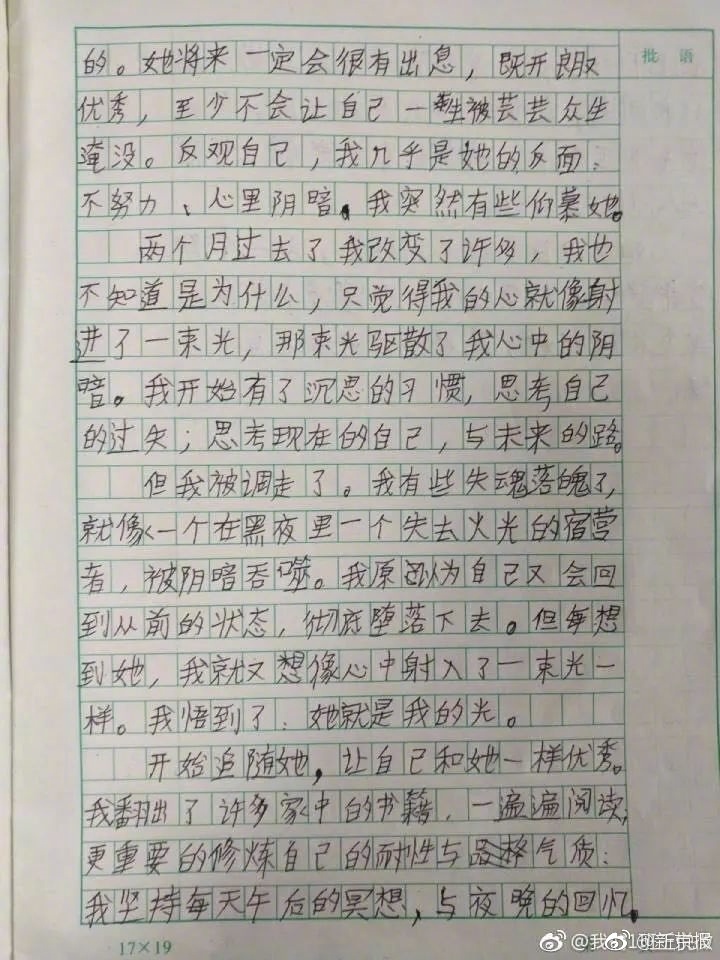 批语
的。她将来一定会很有出息，既开朗又
优秀，至少不会让自己一生被芸芸众生
淹没。反观自己，我几乎是她的反面：
不努力、心里阴暗。我突然有些仰慕她。
两个月过去了我改变了许多，我也
不知道是为什么，只觉得我的心就像射
进了一束光，那束光驱散了我心中的阴
暗。我开始有了沉思的习惯，思考自己
的过失；思考现在的自己，与未来的路。
但我被调走了。我有些失魂落魄了，
就像一个在黑夜里一个失去火光的宿营
者，被阴暗吞噬。我原以为自己又会回
到从前的状态，彻底堕落下去。但每想
到她，我就又想像心中射入了一束光一
样。我悟到了：她就是我的光。
开始追随她，让自己和她一样优秀。
我翻出了许多家中的书籍，一遍遍阅读，
更重要的修炼自己的耐性与气质：
我坚持每天午后的冥想，与夜晚的回忆。
17×19